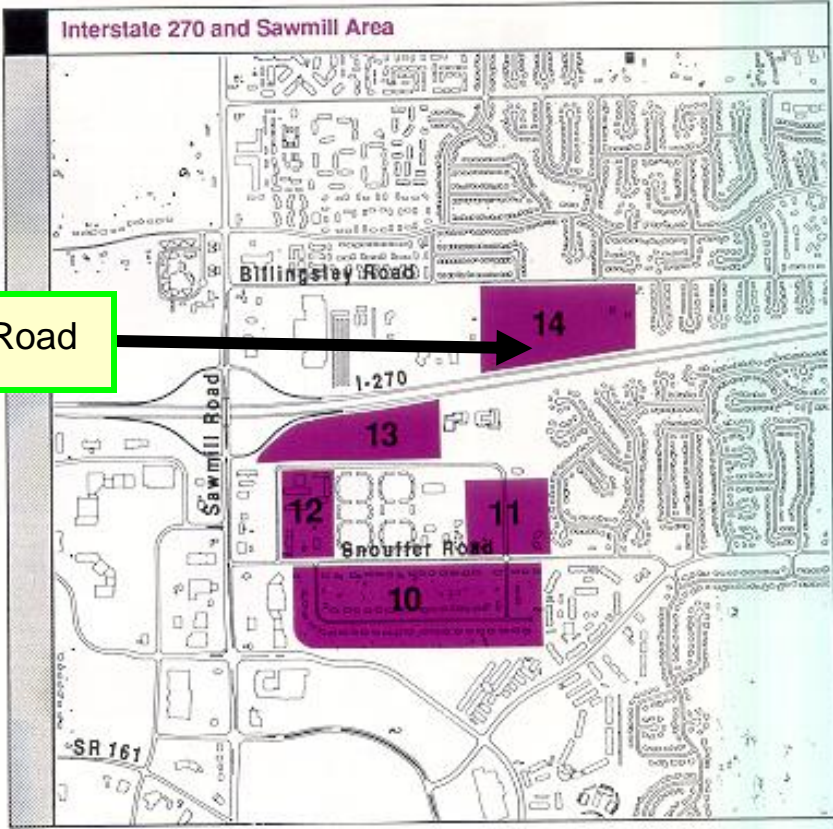 Interstate 270 and Sawmill Area
Billingsley Road
14
Road
I-270
Sawmill Road
13
12
11
Snouffer Road
10
SR 161